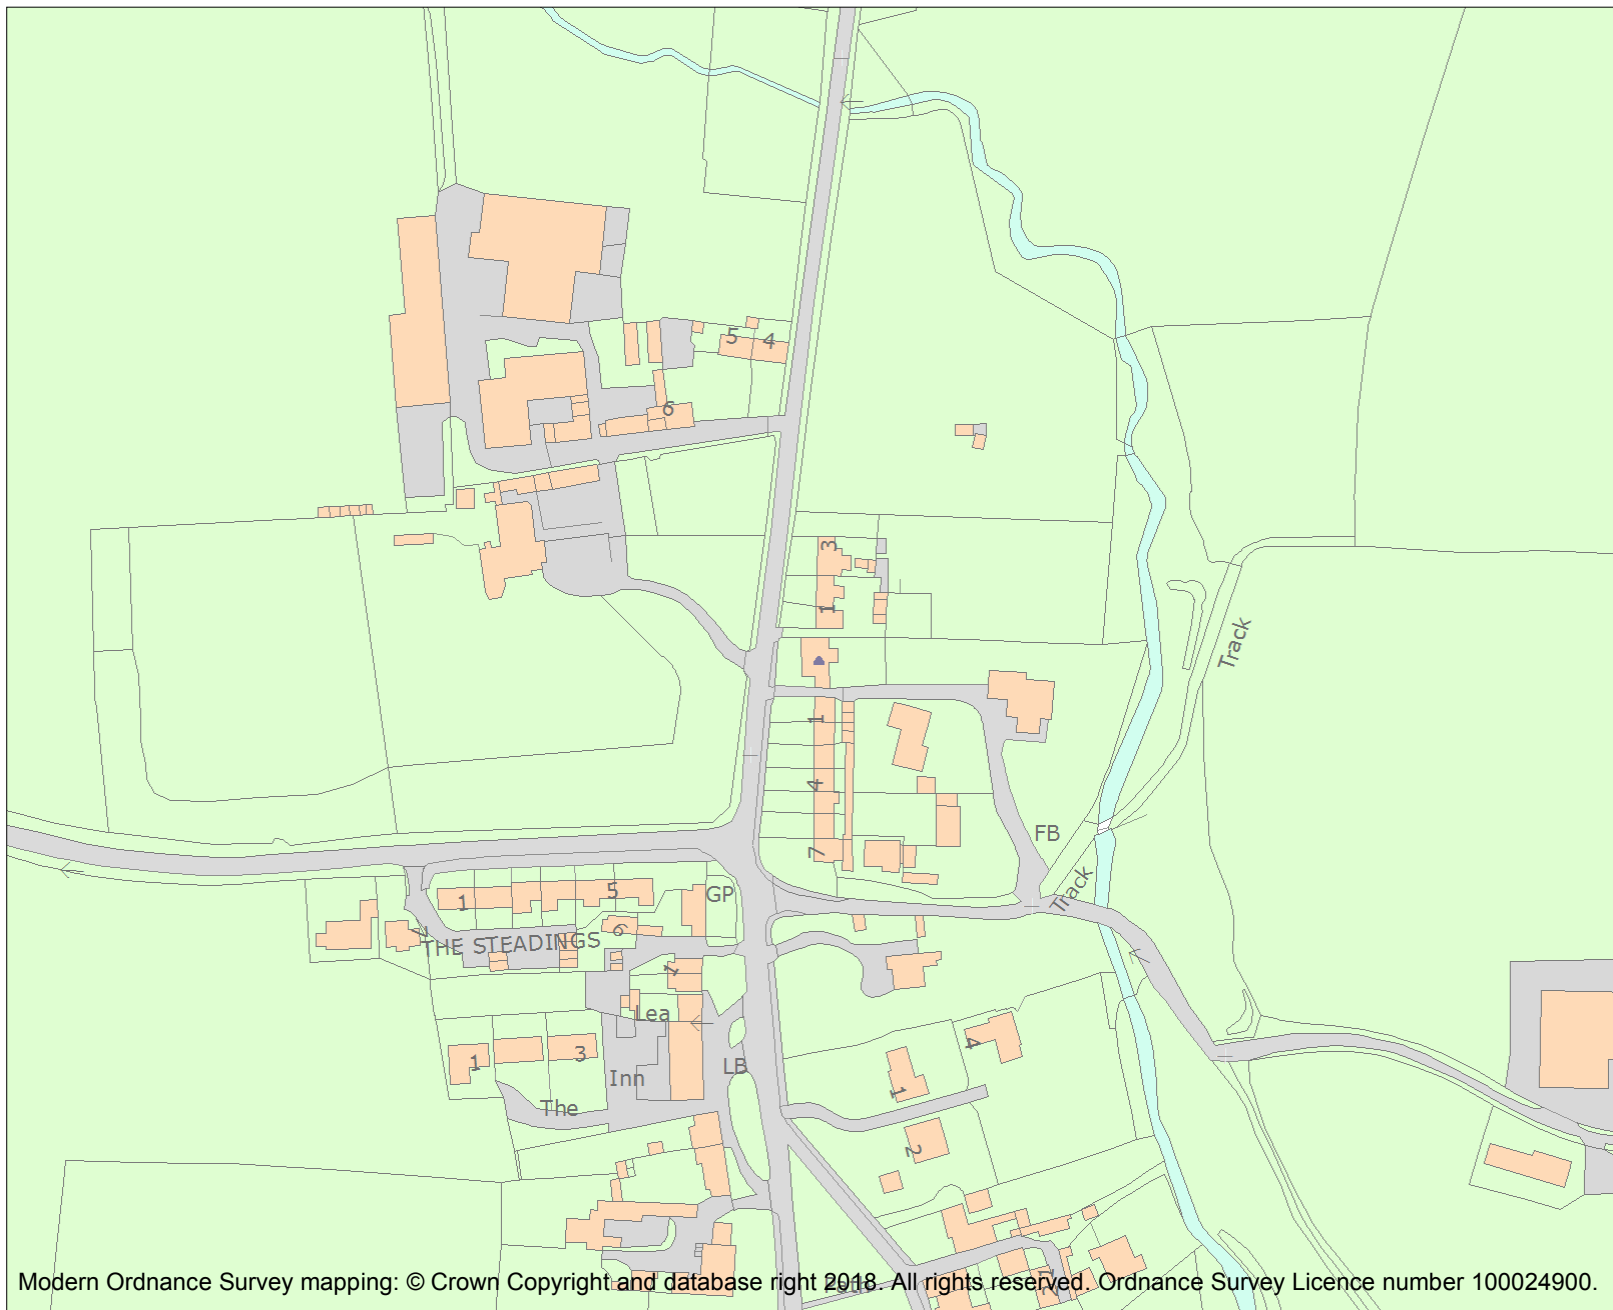 5 4
6
3
1
Track
1
4
7
FB
Track
5
1
GP
7
6
THE STEADINGS
1
Lea
4
3
1
LB
Inn
1
The
2
12
Modern Ordnance Survey mapping: © Crown Copyright and database right 2018. All rights reserved. Ordnance Survey Licence number 100024900.